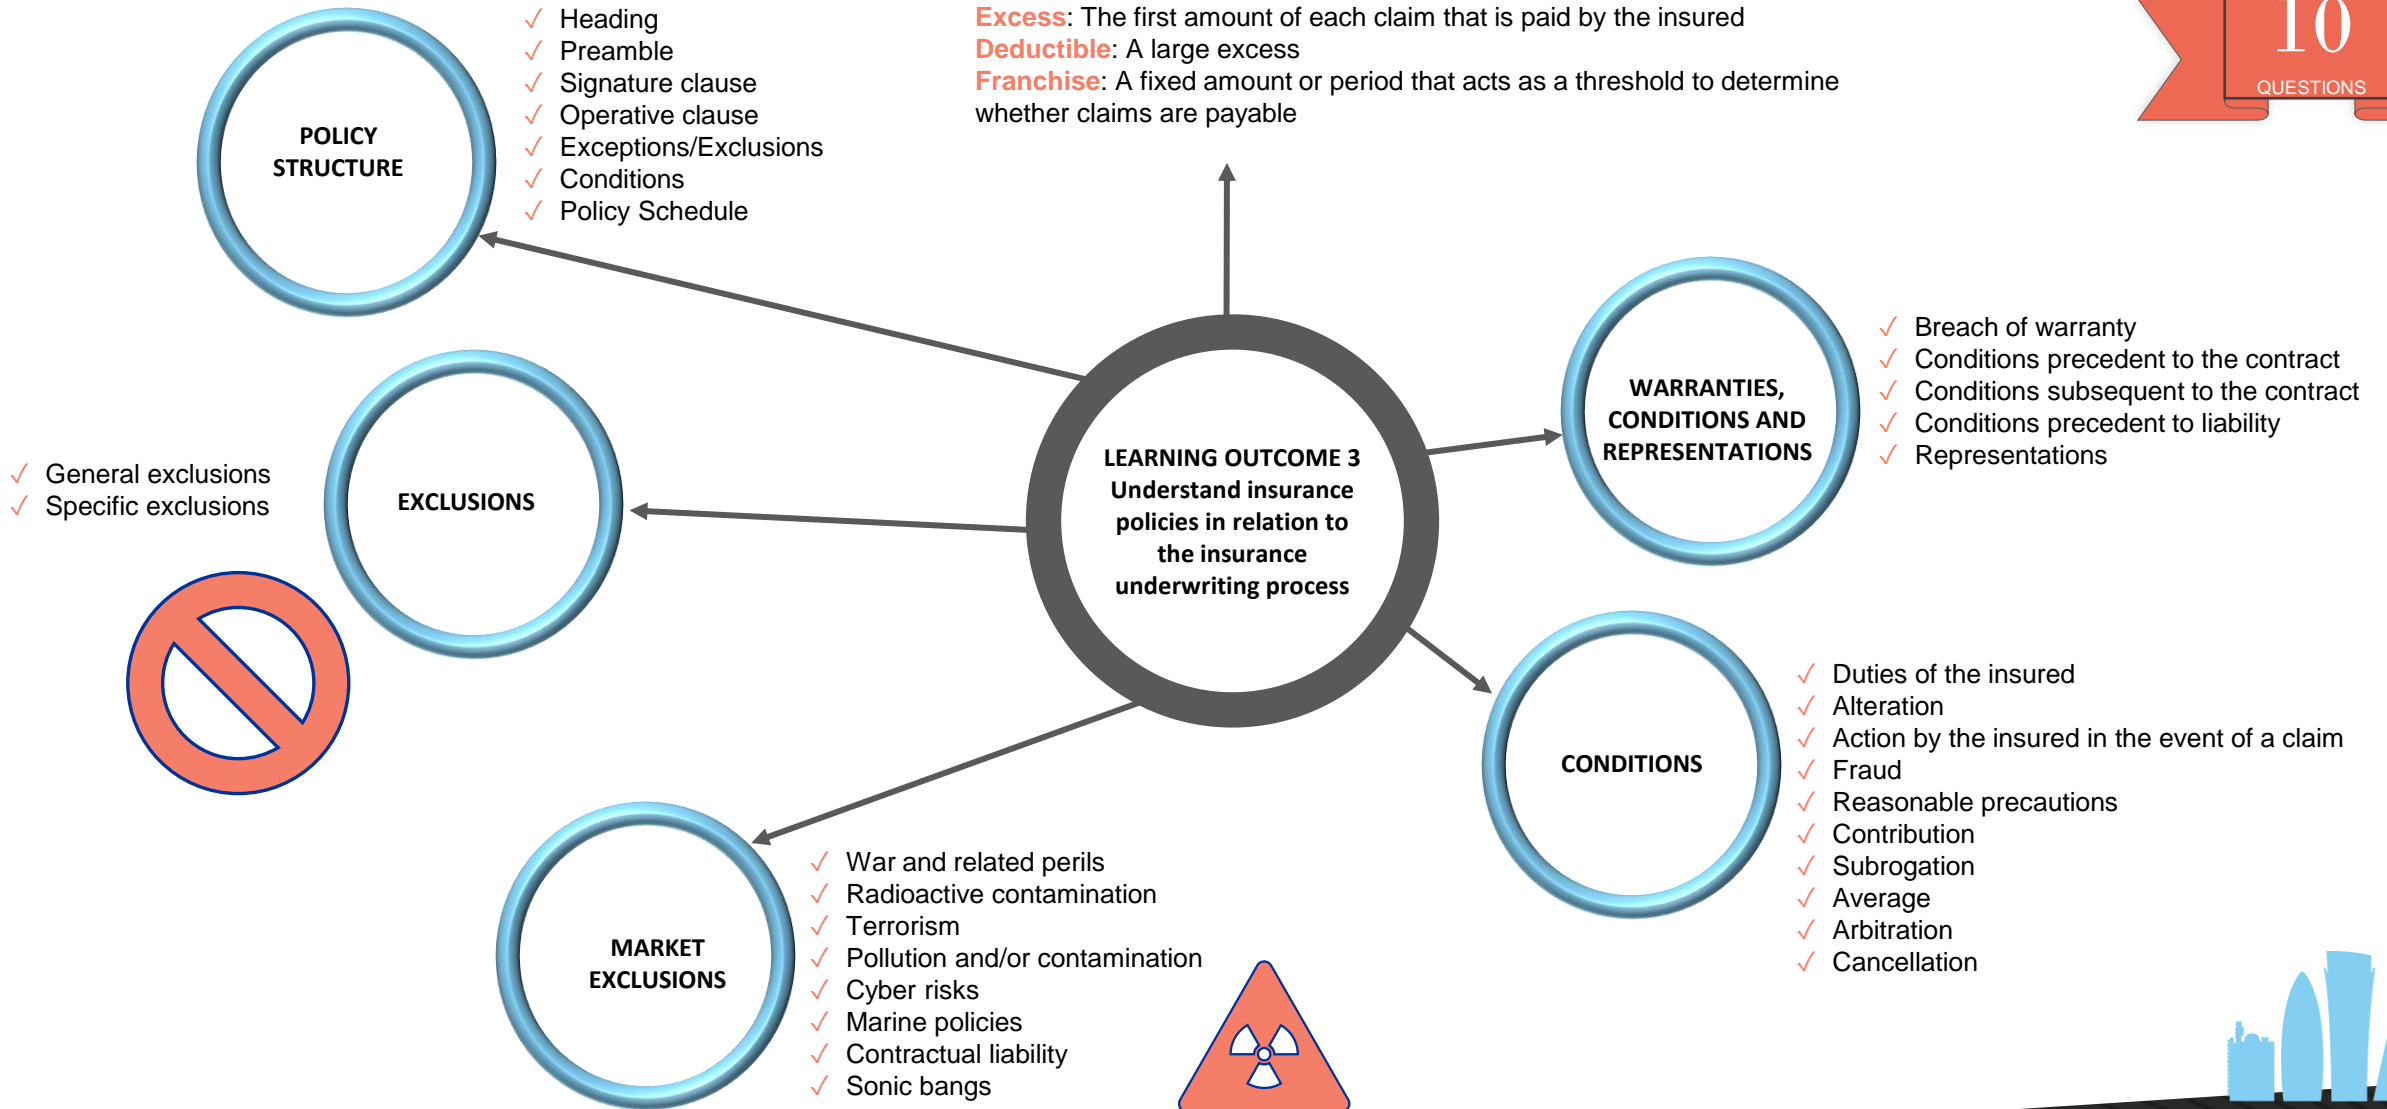 Heading
Preamble
Signature clause
Operative clause
Exceptions/Exclusions
Conditions
Policy Schedule
POLICY
STRUCTURE
Excess: The first amount of each claim that is paid by the insured
Deductible: A large excess
Franchise: A fixed amount or period that acts as a threshold to determine
whether claims are payable
10
QUESTIONS
WARRANTIES,
CONDITIONS AND
REPRESENTATIONS
Breach of warranty
Conditions precedent to the contract
Conditions subsequent to the contract
Conditions precedent to liability
Representations
General exclusions
Specific exclusions
EXCLUSIONS
LEARNING OUTCOME 3
Understand insurance
policies in relation to
the insurance
underwriting process
CONDITIONS
Duties of the insured
Alteration
Action by the insured in the event of a claim
Fraud
Reasonable precautions
Contribution
Subrogation
Average
Arbitration
Cancellation
MARKET
EXCLUSIONS
War and related perils
Radioactive contamination
Terrorism
Pollution and/or contamination
Cyber risks
Marine policies
Contractual liability
Sonic bangs